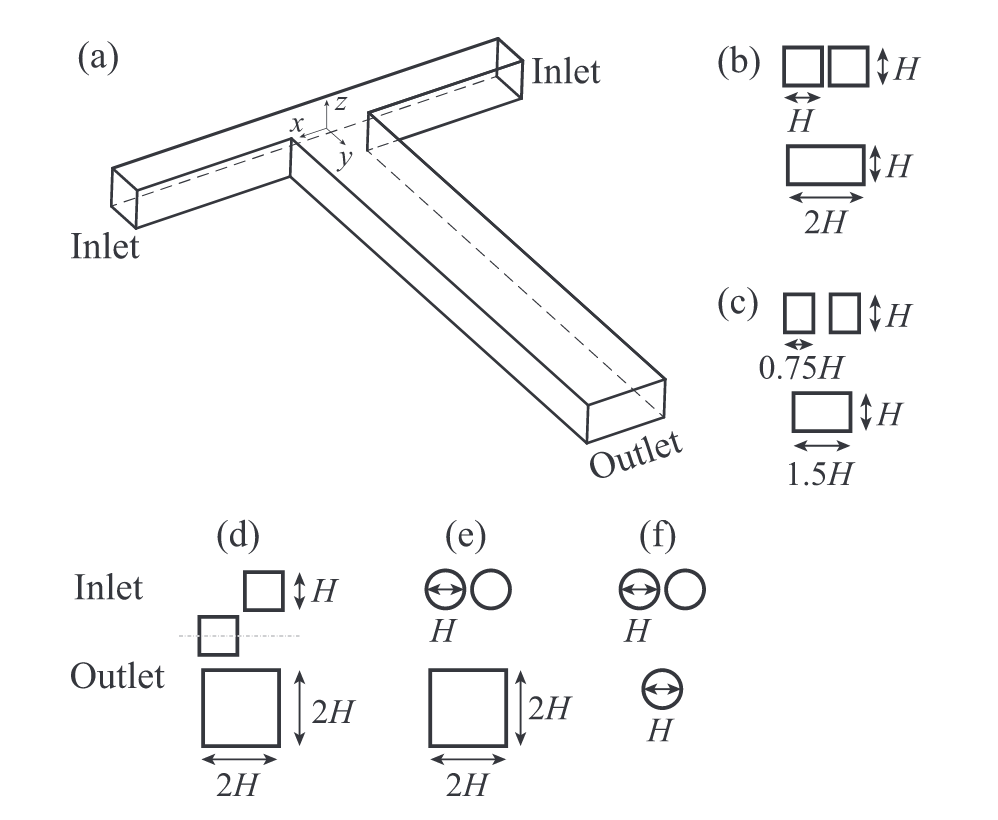 (a)
Inlet
z
x
y
Inlet
Outlet
(b)
H
H
H
2H
(c)
H
0.75H
H
1.5H
(d) (e) (f)
Inlet
H
H
H
Outlet
2H
2H
H
2H
2H